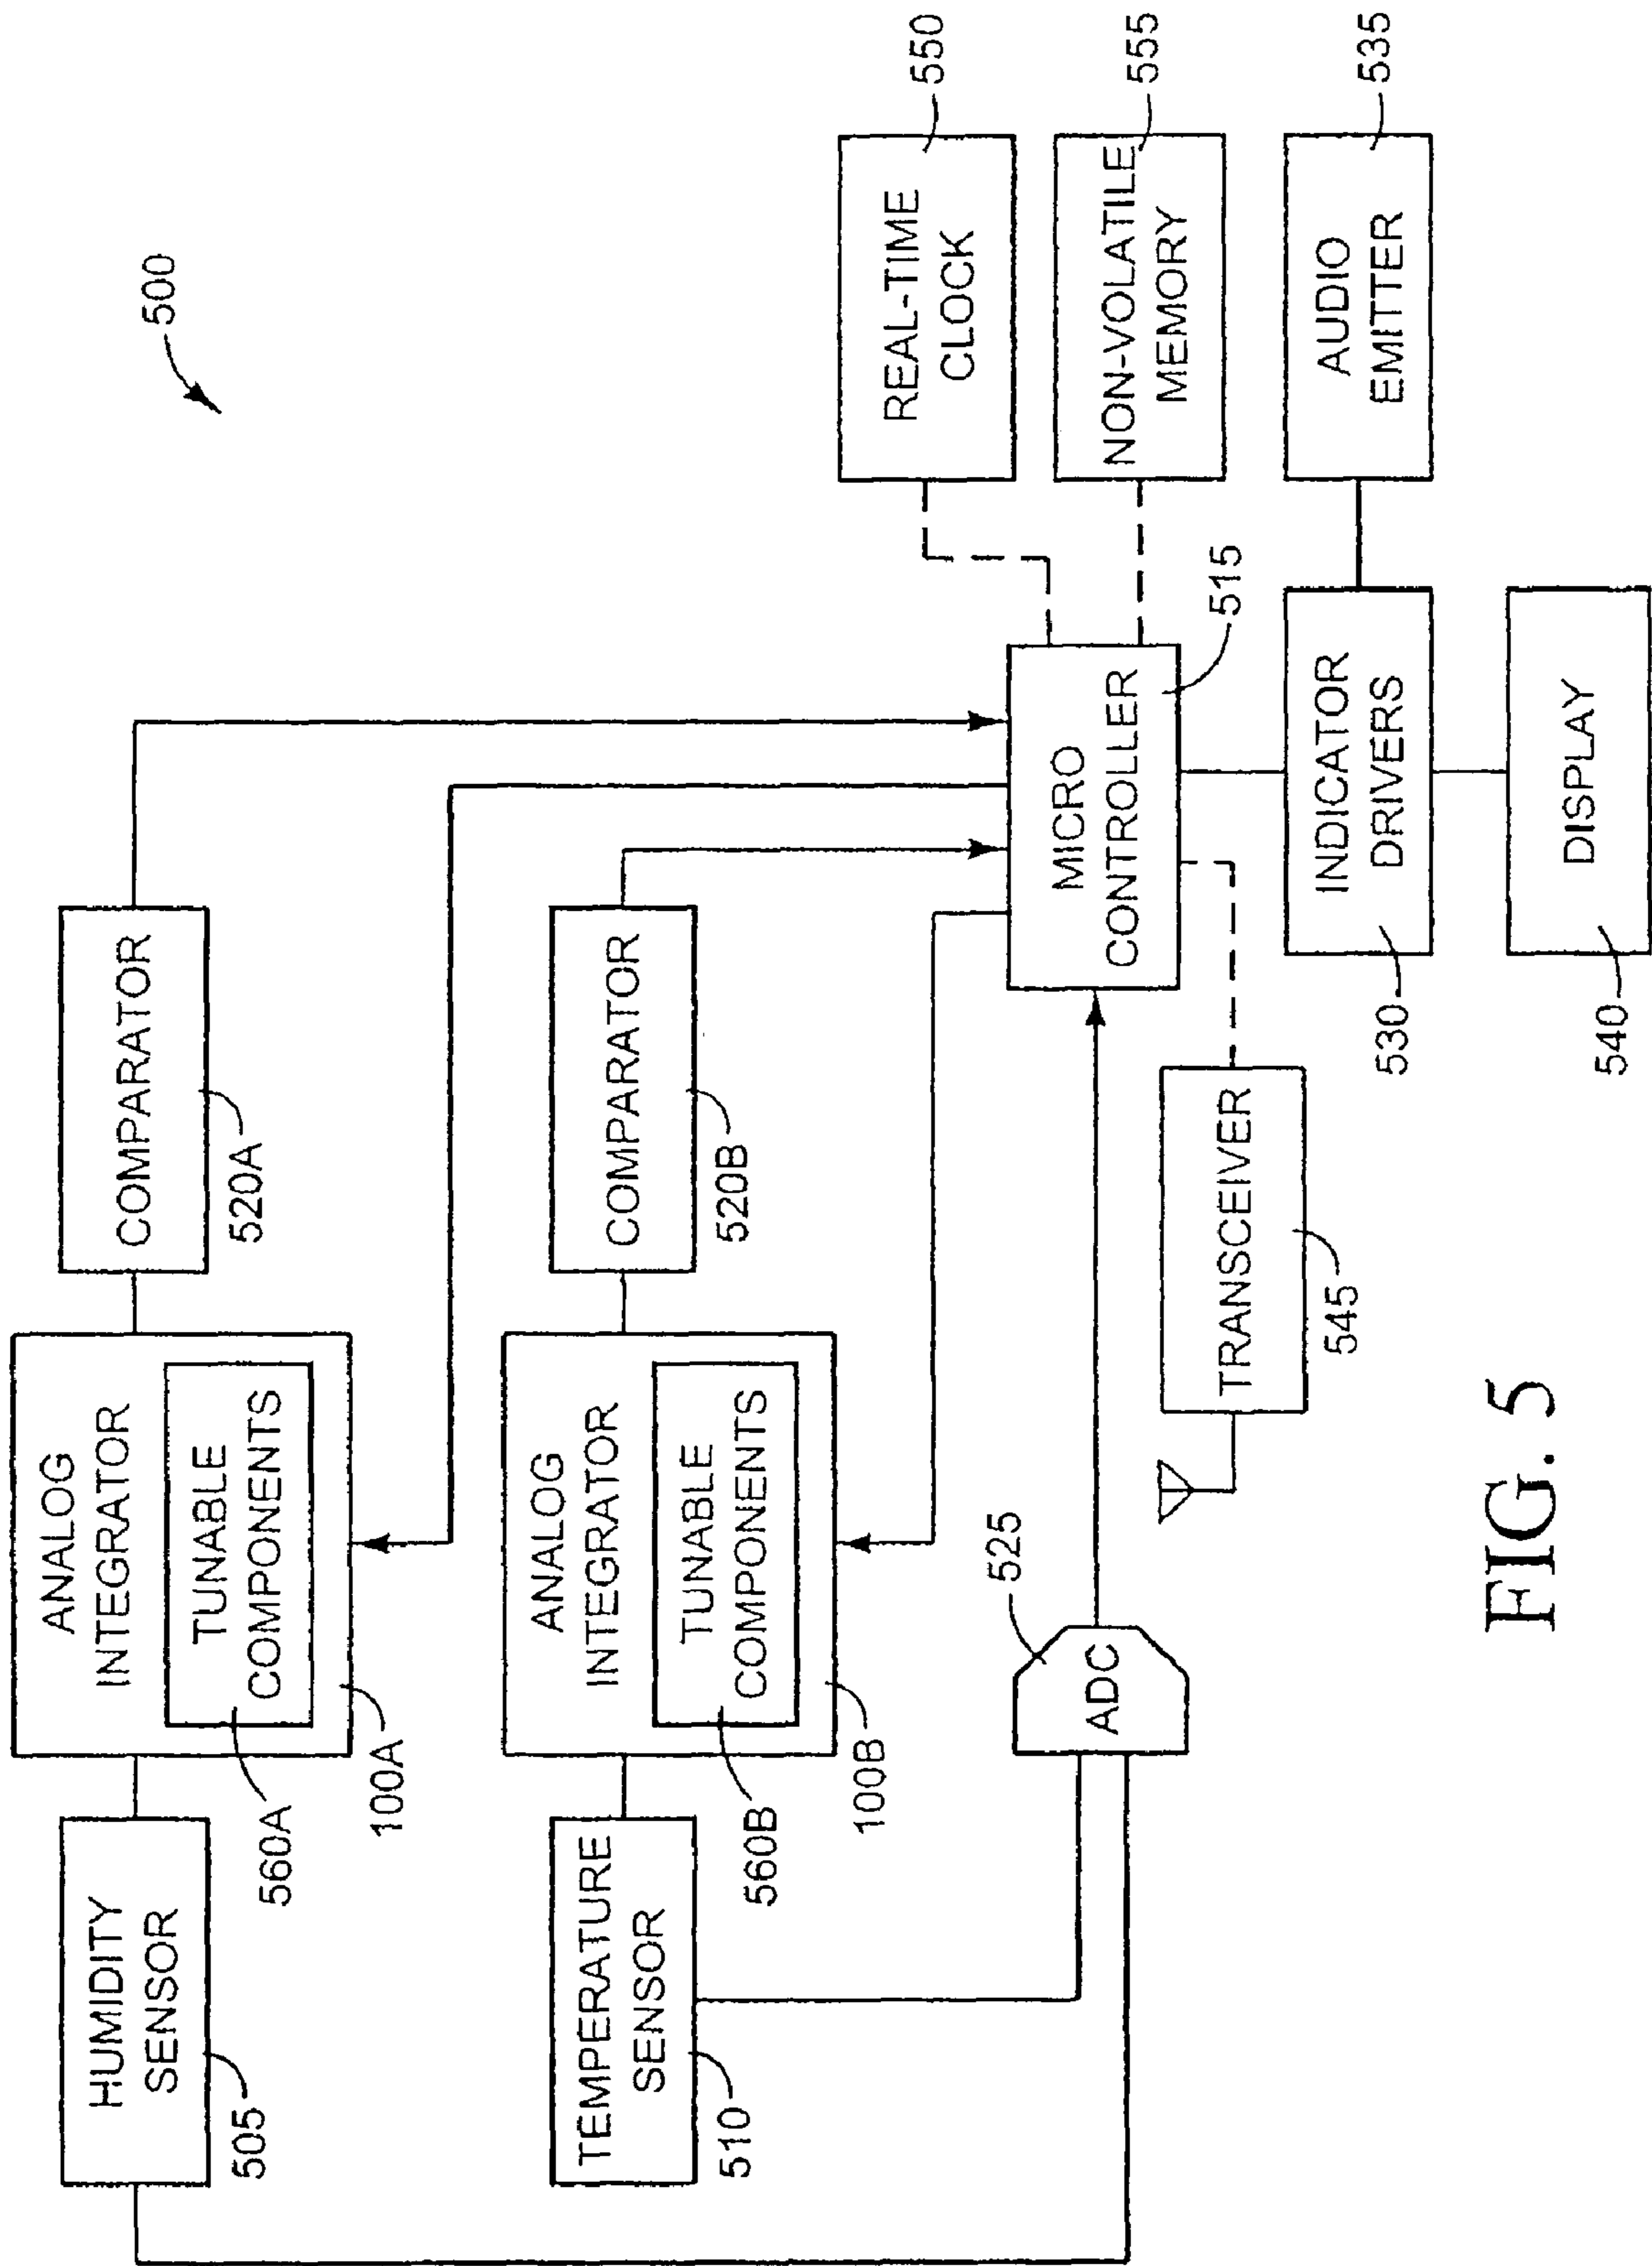 500
HUMIDITY
SENSOR
505
ANALOG
INTEGRATOR
TUNABLE
COMPONENTS
560A
100A
COMPARATOR
520A
TEMPERATURE
SENSOR
510
ANALOG
INTEGRATOR
TUNABLE
COMPONENTS
560B
100B
COMPARATOR
520B
REAL-TIME
CLOCK
550
NON-VOLATILE
MEMORY
555
ADC
525
MICRO
CONTROLLER
515
TRANSCEIVER
545
INDICATOR
DRIVERS
530
AUDIO
EMITTER
535
DISPLAY
540
FIG. 5